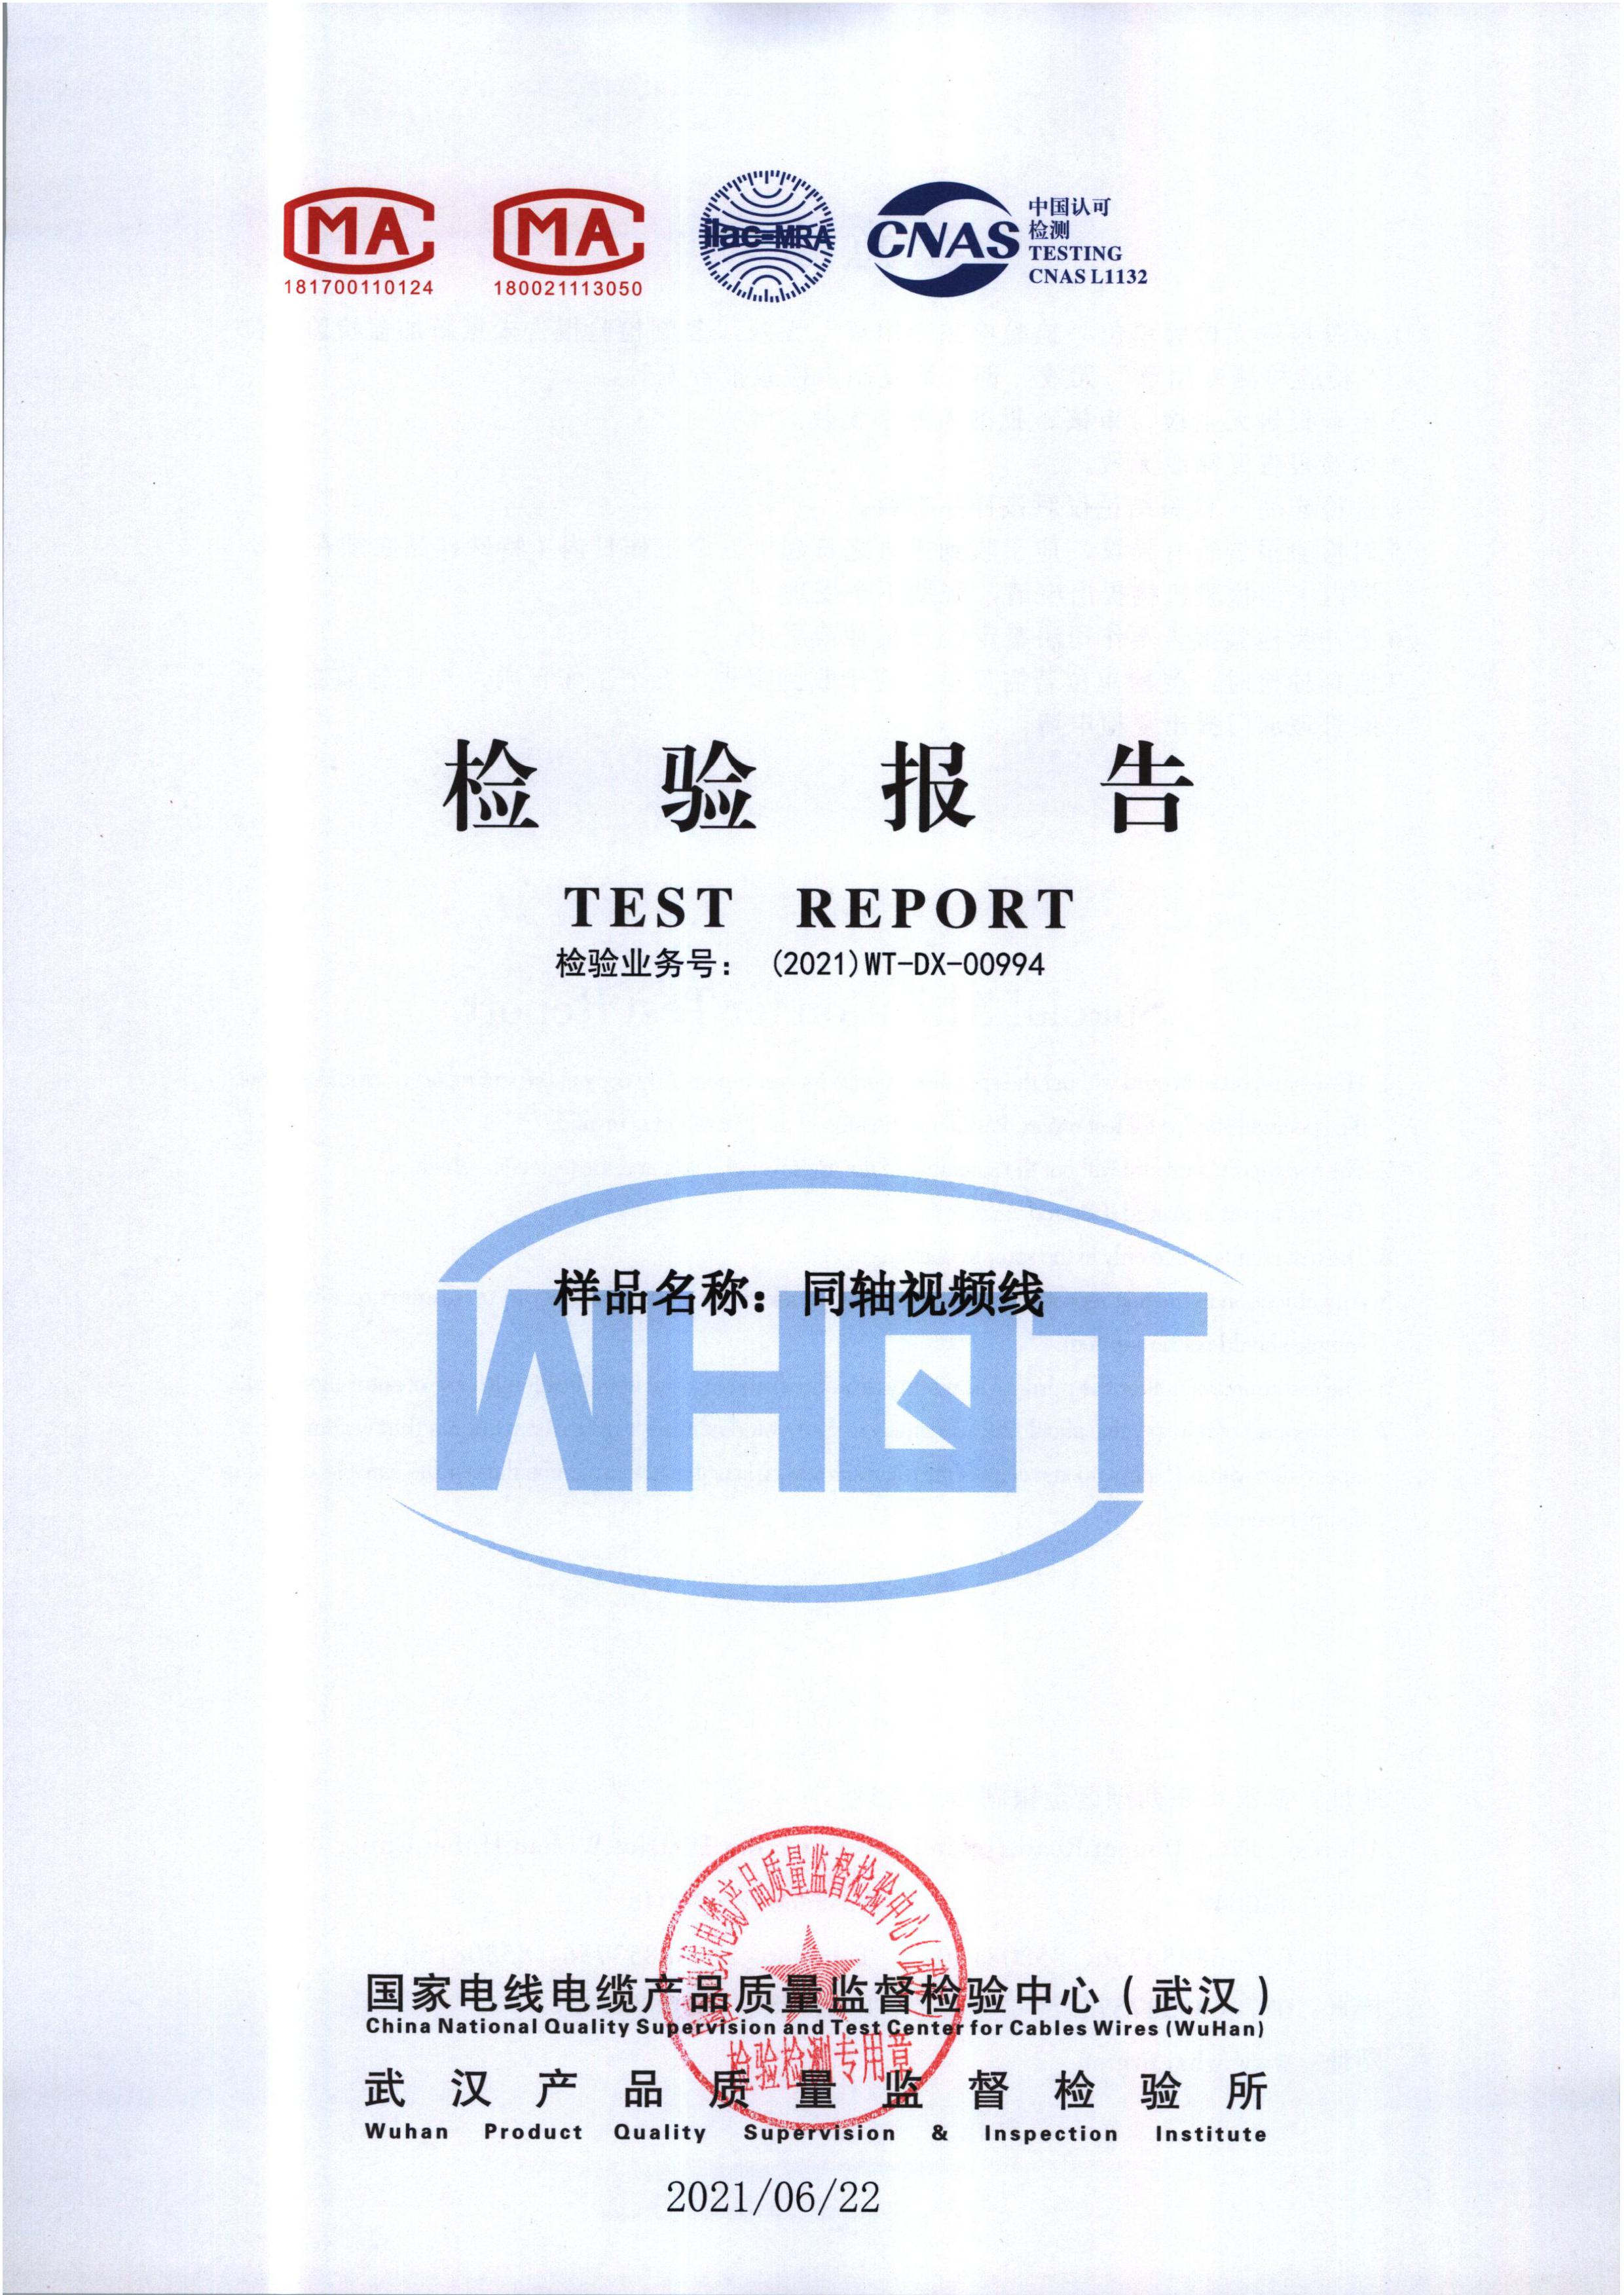 MA
181700110124
MA
180021113050
ilac-MRA
CNAS
中国认可
检测
TESTING
CNAS L1132
检验报告
TEST REPORT
检验业务号： (2021)WT-DX-00994
样品名称：同轴视频线
WHQT
国家电线电缆产品质量监督检验中心（武汉）
China National Quality Supervision and Test Center for Cables Wires (WuHan)
武汉产品质量监督检验所
Wuhan Product Quality Supervision & Inspection Institute
国家电线电缆产品质量监督检验中心(武汉)
检验检测专用章
2021/06/22